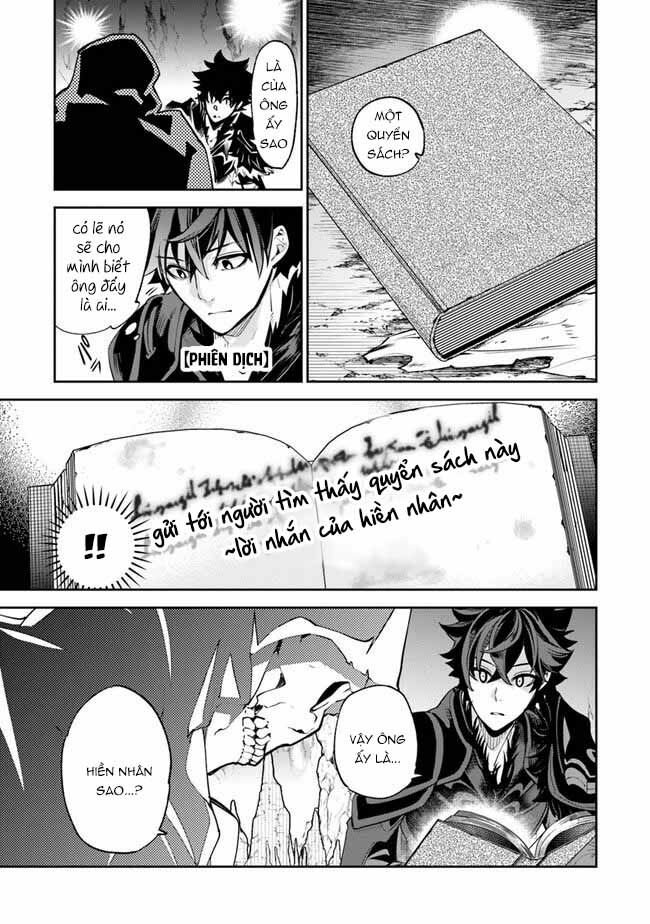 MỘT
QUYỂN
SÁCH?
LÀ
CỦA
ÔNG
ẤY
SAO
có lẽ nó
sẽ cho
mình biết
ông đấy
là ai...
【PHIÊN DỊCH】
gửi tới người tìm thấy quyển sách này
~lời nhắn của hiền nhân~
!!
VẬY ÔNG
ẤY LÀ...
HIỀN NHÂN
SAO...?